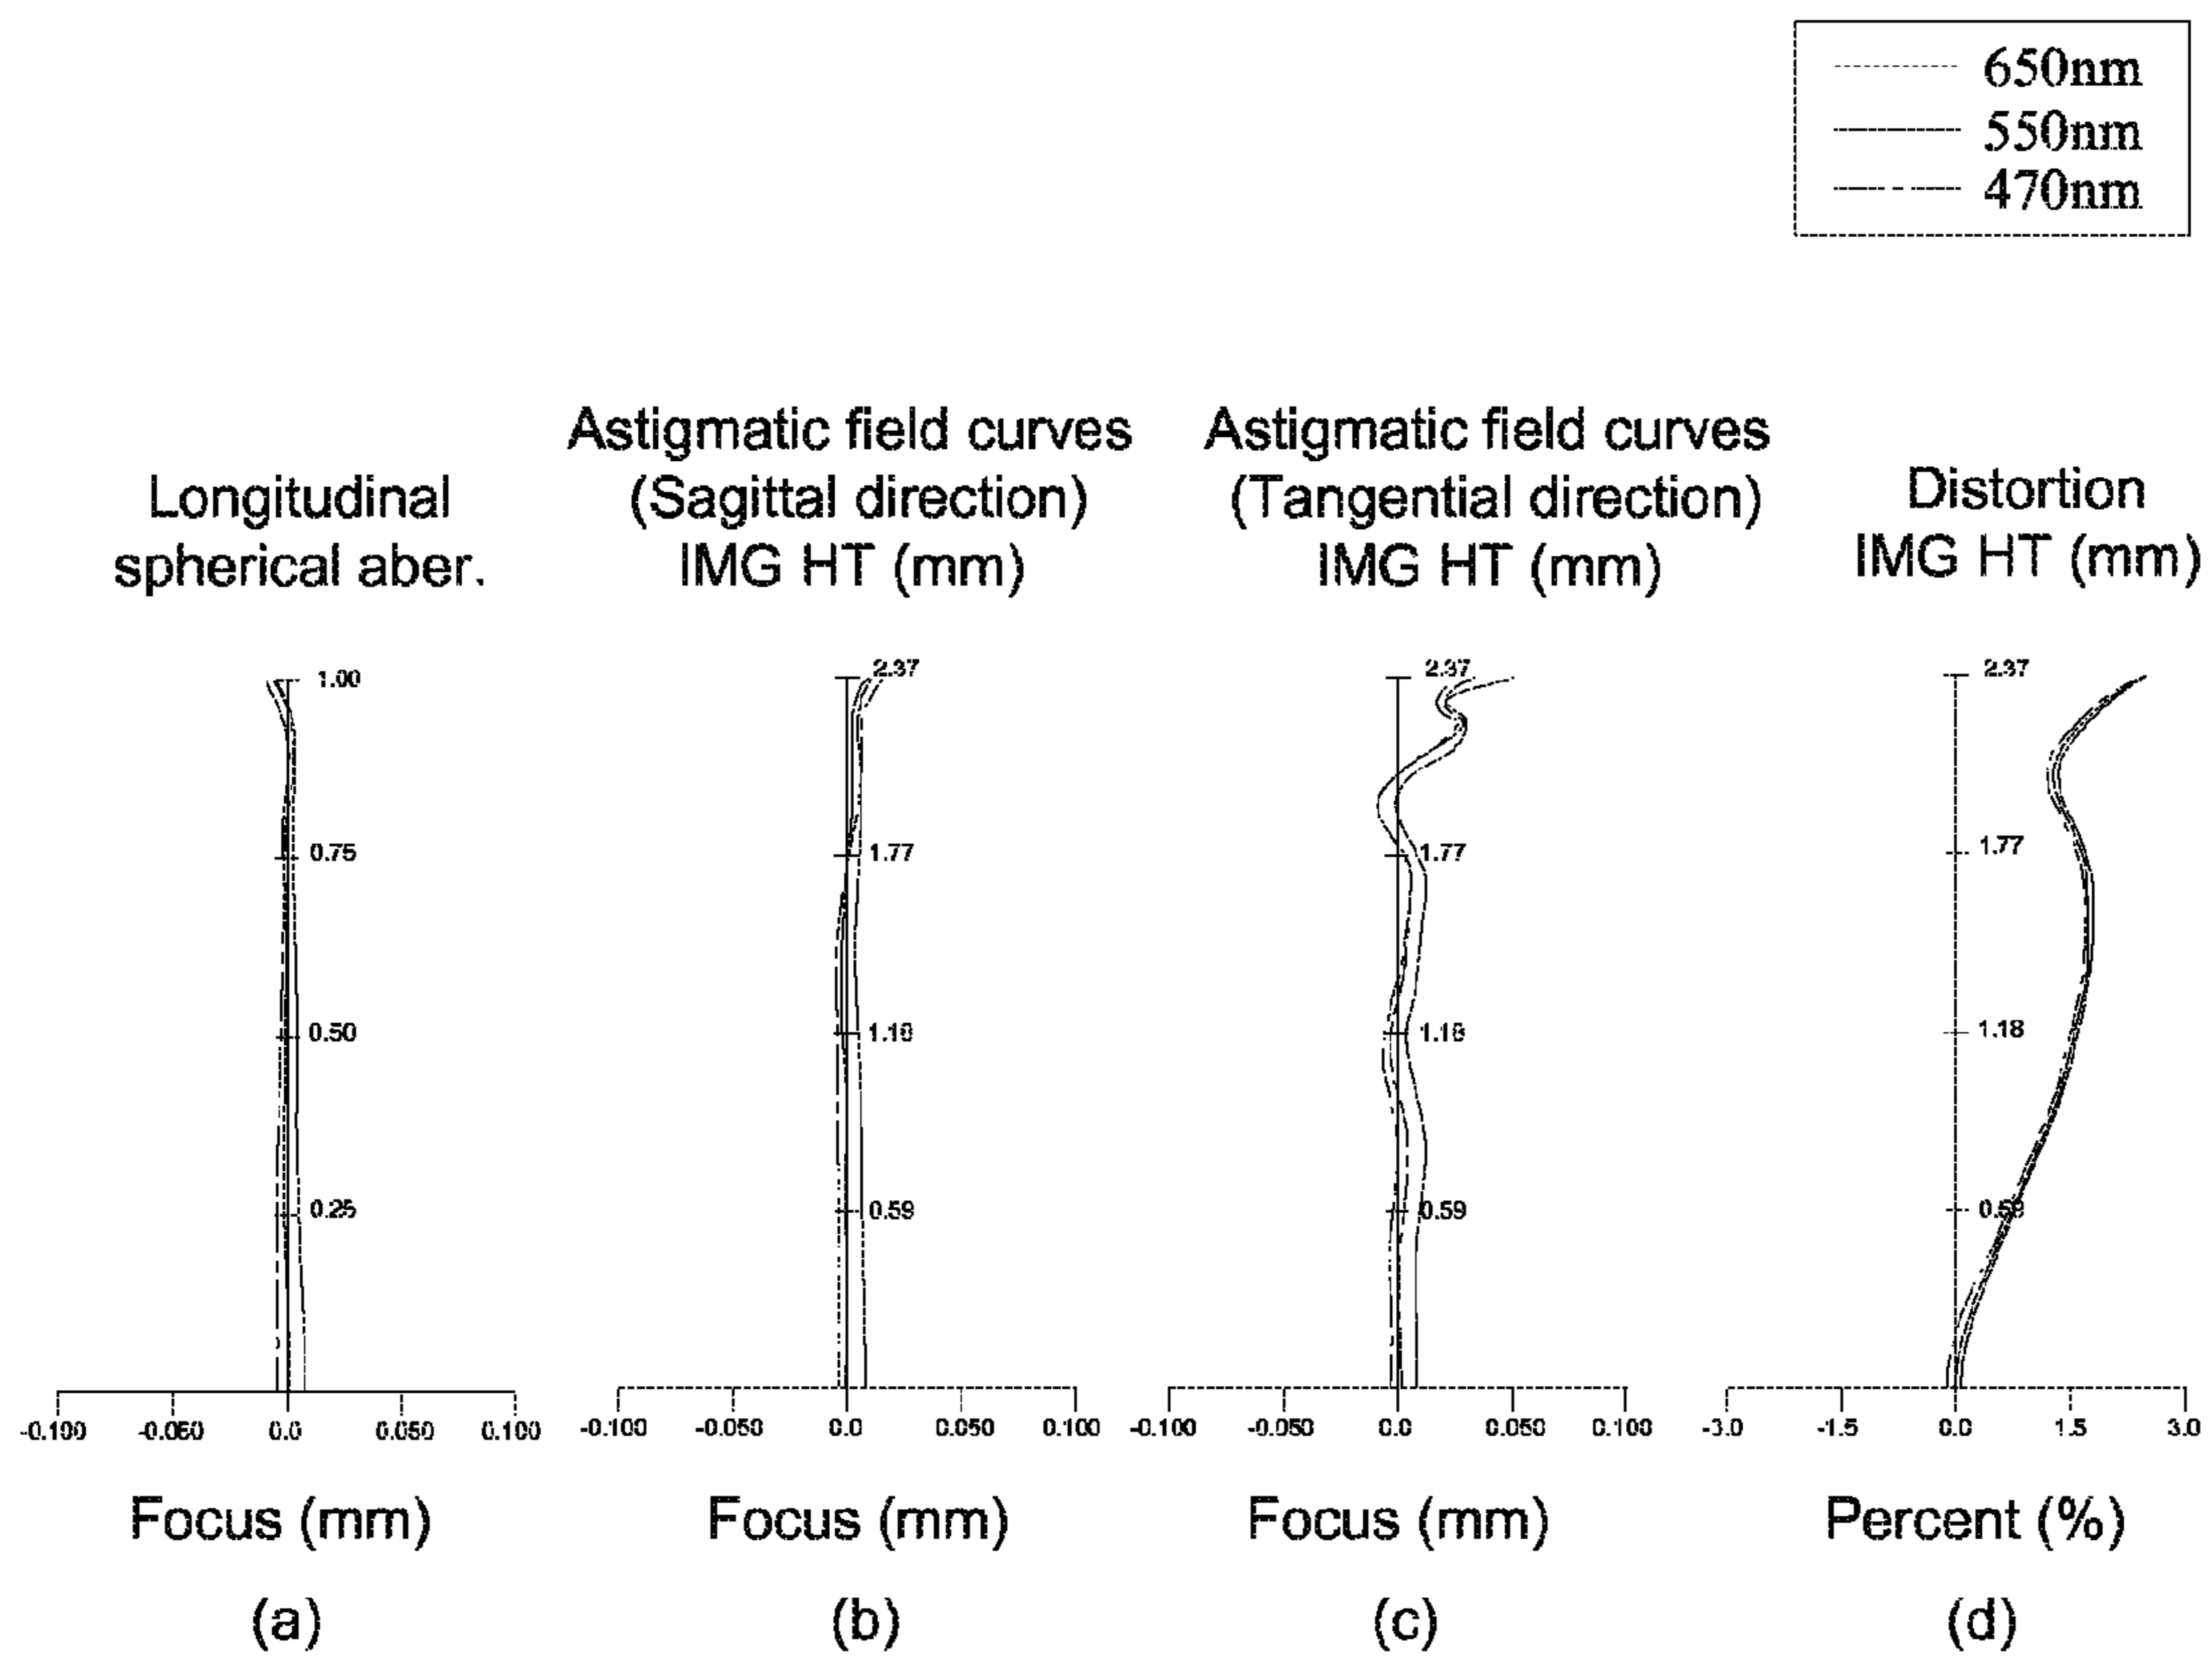 650nm
550nm
470nm
Longitudinal
spherical aber.
Astigmatic field curves
(Sagittal direction)
IMG HT (mm)
Astigmatic field curves
(Tangential direction)
IMG HT (mm)
Distortion
IMG HT (mm)
1.00
0.75
0.50
0.25
-0.100 -0.050 0.0 0.050 0.100
Focus (mm)
(a)
2.37
1.77
1.18
0.59
-0.100 -0.050 0.0 0.050 0.100
Focus (mm)
(b)
2.37
1.77
1.18
0.59
-0.100 -0.050 0.0 0.050 0.100
Focus (mm)
(c)
2.37
1.77
1.18
0.59
-3.0 -1.5 0.0 1.5 3.0
Percent (%)
(d)